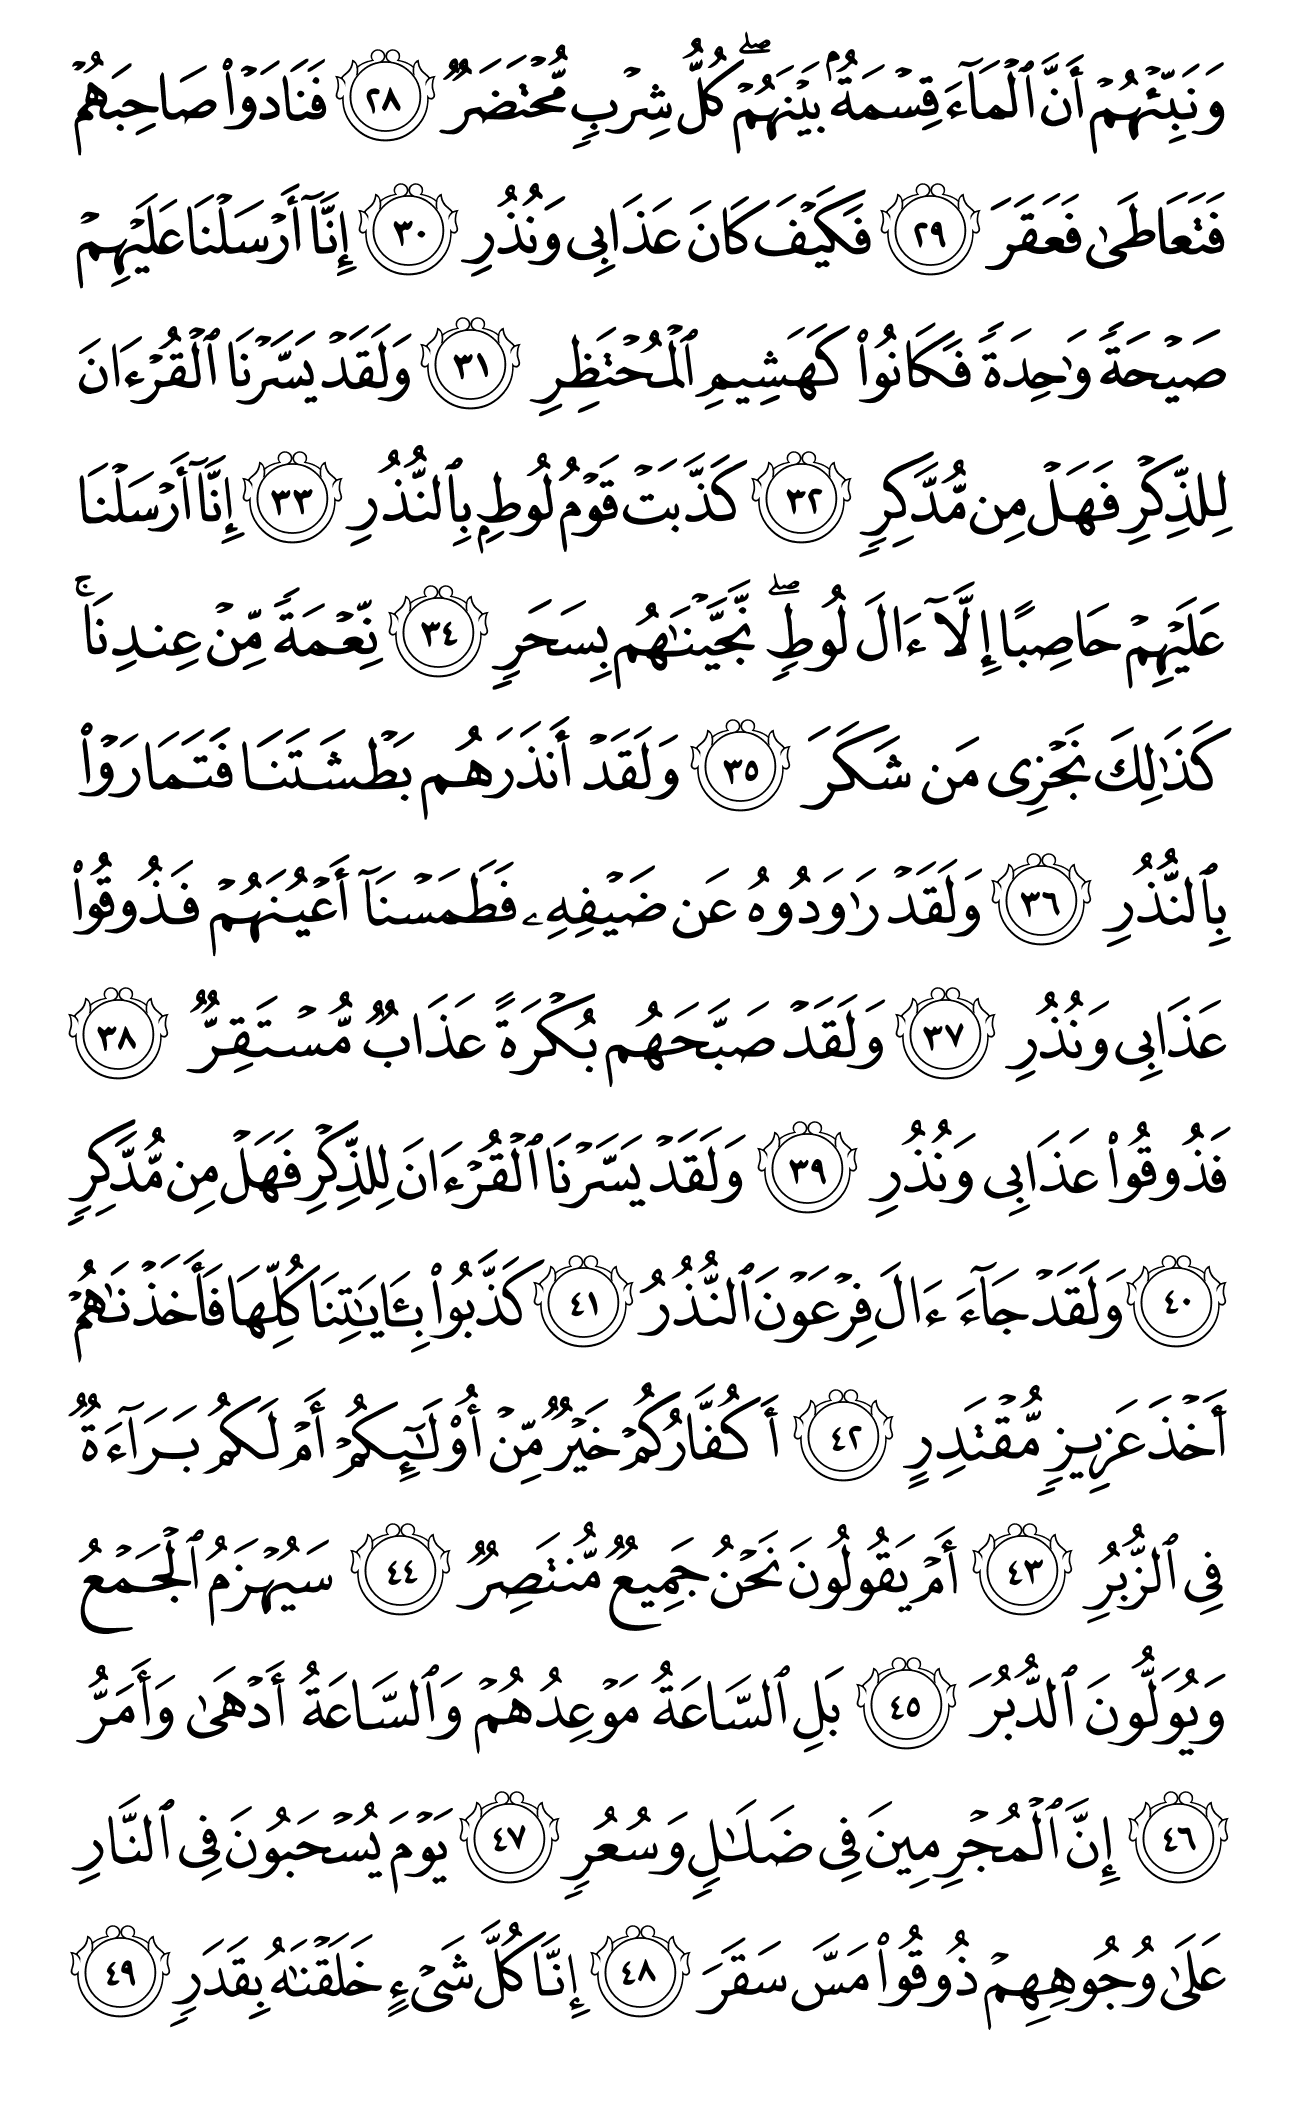 وَنَبِّئْهُمْ أَنَّ ٱلْمَآءَ قِسْمَةٌۢ بَيْنَهُمْ ۖ كُلُّ شِرْبٍ مُّحْتَضَرٌ ٢٨ فَنَادَوْا۟ صَاحِبَهُمْ
فَتَعَاطَىٰ فَعَقَرَ ٢٩ فَكَيْفَ كَانَ عَذَابِى وَنُذُرِ ٣٠ إِنَّآ أَرْسَلْنَا عَلَيْهِمْ
صَيْحَةً وَٰحِدَةً فَكَانُوا۟ كَهَشِيمِ ٱلْمُحْتَظِرِ ٣١ وَلَقَدْ يَسَّرْنَا ٱلْقُرْءَانَ
لِلذِّكْرِ فَهَلْ مِن مُّدَّكِرٍ ٣٢ كَذَّبَتْ قَوْمُ لُوطٍۭ بِٱلنُّذُرِ ٣٣ إِنَّآ أَرْسَلْنَا
عَلَيْهِمْ حَاصِبًا إِلَّآ ءَالَ لُوطٍ ۖ نَّجَّيْنَٰهُم بِسَحَرٍ ٣٤ نِّعْمَةً مِّنْ عِندِنَا ۚ
كَذَٰلِكَ نَجْزِى مَن شَكَرَ ٣٥ وَلَقَدْ أَنذَرَهُم بَطْشَتَنَا فَتَمَارَوْا۟
بِٱلنُّذُرِ ٣٦ وَلَقَدْ رَٰوَدُوهُ عَن ضَيْفِهِۦ فَطَمَسْنَآ أَعْيُنَهُمْ فَذُوقُوا۟
عَذَابِى وَنُذُرِ ٣٧ وَلَقَدْ صَبَّحَهُم بُكْرَةً عَذَابٌ مُّسْتَقِرٌّ ٣٨
فَذُوقُوا۟ عَذَابِى وَنُذُرِ ٣٩ وَلَقَدْ يَسَّرْنَا ٱلْقُرْءَانَ لِلذِّكْرِ فَهَلْ مِن مُّدَّكِرٍ
٤٠ وَلَقَدْ جَآءَ ءَالَ فِرْعَوْنَ ٱلنُّذُرُ ٤١ كَذَّبُوا۟ بِـَٔايَٰتِنَا كُلِّهَا فَأَخَذْنَٰهُمْ
أَخْذَ عَزِيزٍ مُّقْتَدِرٍ ٤٢ أَكُفَّارُكُمْ خَيْرٌ مِّنْ أُو۟لَٰٓئِكُمْ أَمْ لَكُم بَرَآءَةٌ
فِى ٱلزُّبُرِ ٤٣ أَمْ يَقُولُونَ نَحْنُ جَمِيعٌ مُّنتَصِرٌ ٤٤ سَيُهْزَمُ ٱلْجَمْعُ
وَيُوَلُّونَ ٱلدُّبُرَ ٤٥ بَلِ ٱلسَّاعَةُ مَوْعِدُهُمْ وَٱلسَّاعَةُ أَدْهَىٰ وَأَمَرُّ
٤٦ إِنَّ ٱلْمُجْرِمِينَ فِى ضَلَٰلٍ وَسُعُرٍ ٤٧ يَوْمَ يُسْحَبُونَ فِى ٱلنَّارِ
عَلَىٰ وُجُوهِهِمْ ذُوقُوا۟ مَسَّ سَقَرَ ٤٨ إِنَّا كُلَّ شَىْءٍ خَلَقْنَٰهُ بِقَدَرٍ ٤٩